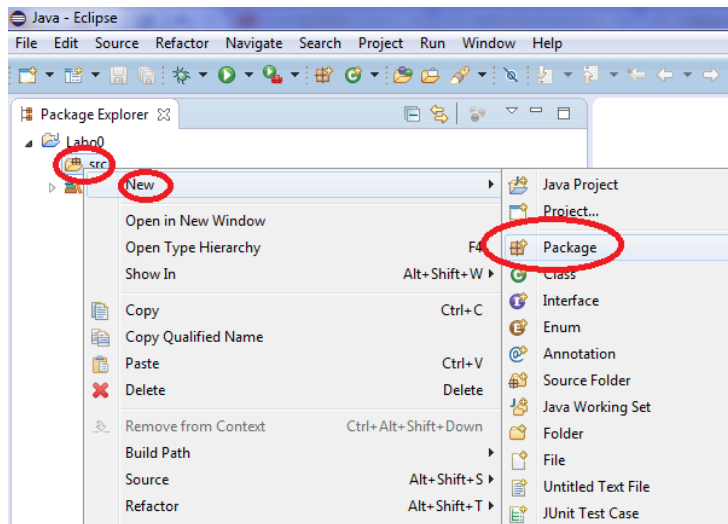 Java - Eclipse
File Edit Source Refactor Navigate Search Project Run Window Help
Package Explorer
Labo0
src
New
Open in New Window
Open Type Hierarchy F4
Show In Alt+Shift+W
Copy Ctrl+C
Copy Qualified Name
Paste Ctrl+V
Delete Delete
Remove from Context Ctrl+Alt+Shift+Down
Build Path
Source Alt+Shift+S
Refactor Alt+Shift+T
Java Project
Project...
Package
Class
Interface
Enum
Annotation
Source Folder
Java Working Set
Folder
File
Untitled Text File
JUnit Test Case